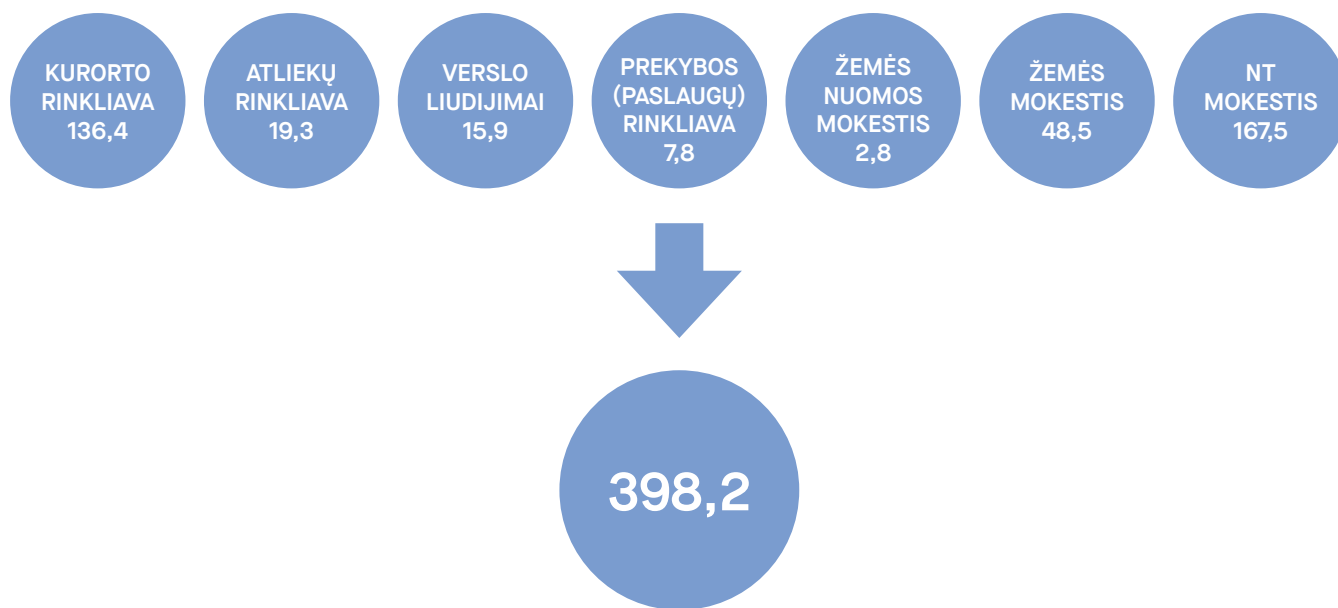 KURORTO
RINKLIAVA
136,4
ATLIEKŲ
RINKLIAVA
19,3
VERSLO
LIUDIJIMAI
15,9
PREKYBOS
(PASLAUGŲ)
RINKLIAVA
7,8
ŽEMĖS
NUOMOS
MOKESTIS
2,8
ŽEMĖS
MOKESTIS
48,5
NT
MOKESTIS
167,5
398,2